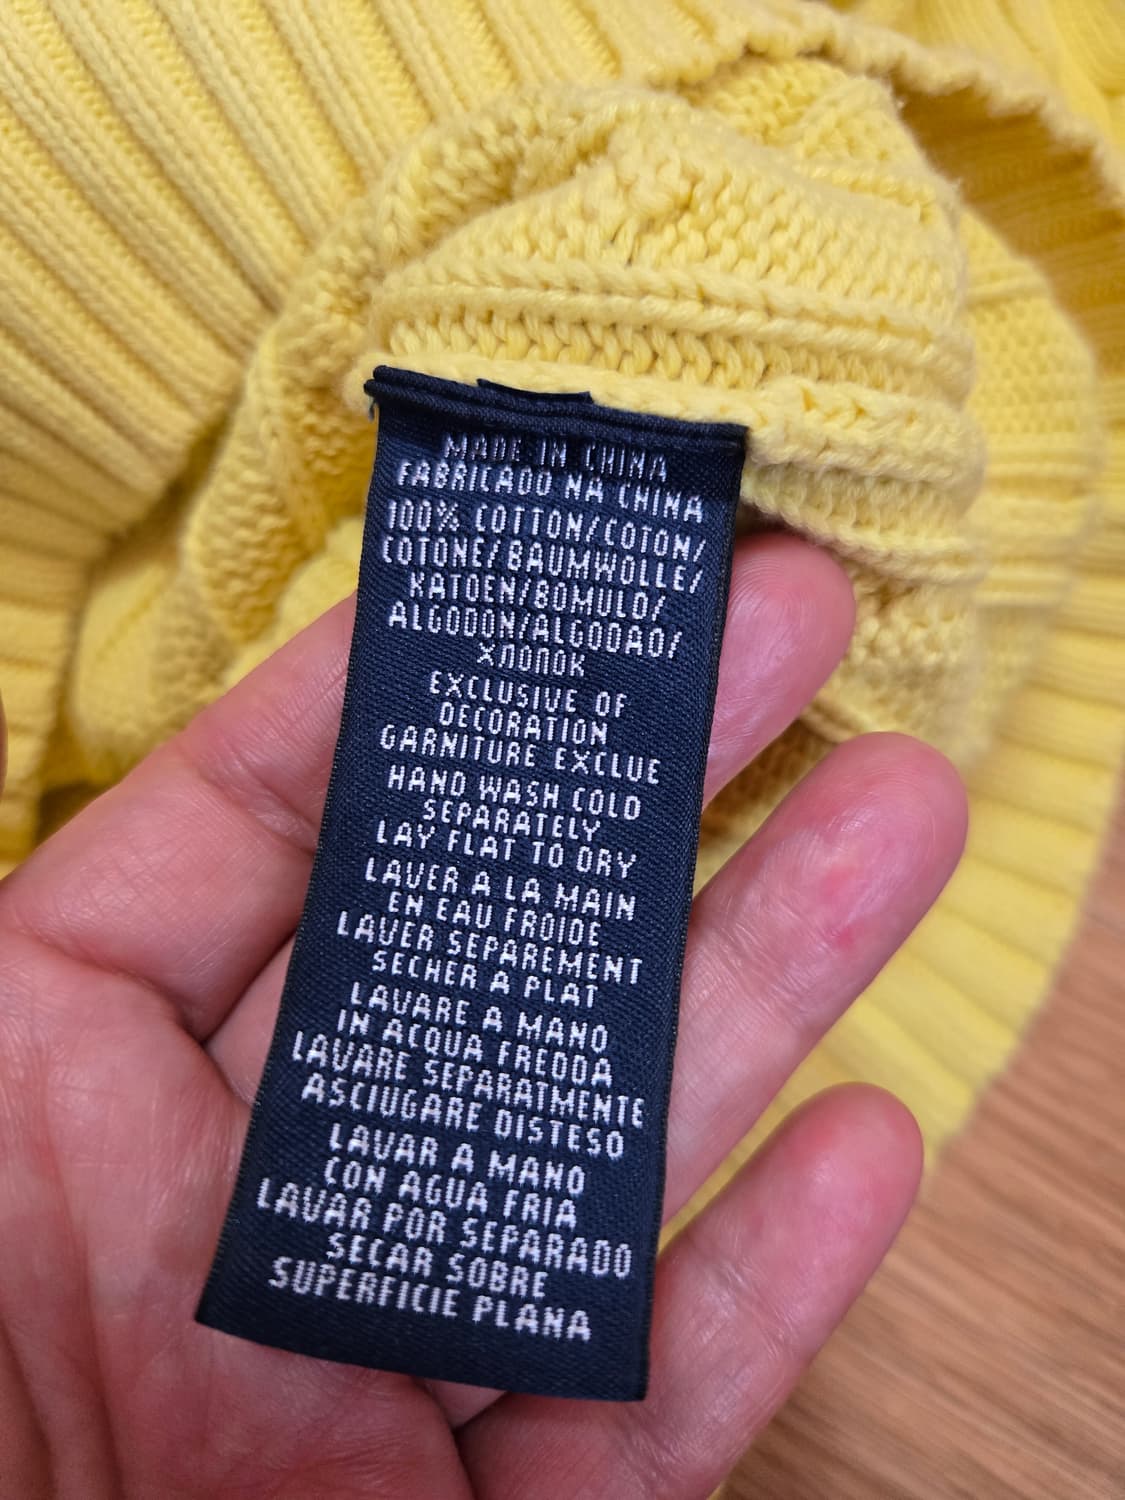 MADE IN CHINA
FABRICADO NA CHINA
100% COTTON/COTON/
COTONE/BAUMWOLLE/
KATOEN/BOMULD/
ALGODON/ALGODAO/
ХЛОПОК
EXCLUSIVE OF
DECORATION
GARNITURE EXCLUE
HAND WASH COLD
SEPARATELY
LAY FLAT TO DRY
LAVER A LA MAIN
EN EAU FROIDE
LAVER SEPAREMENT
SECHER A PLAT
LAVARE A MANO
IN ACQUA FREDDA
LAVARE SEPARATMENTE
ASCIUGARE DISTESO
LAVAR A MANO
CON AGUA FRIA
LAVAR POR SEPARADO
SECAR SOBRE
SUPERFICIE PLANA